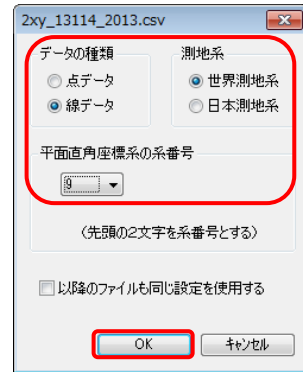 2xy_13114_2013.csv
データの種類 測地系
点データ 世界測地系
線データ 日本測地系
平面直角座標系の系番号
9
(先頭の2文字を系番号とする)
以降のファイルも同じ設定を使用する
OK キャンセル